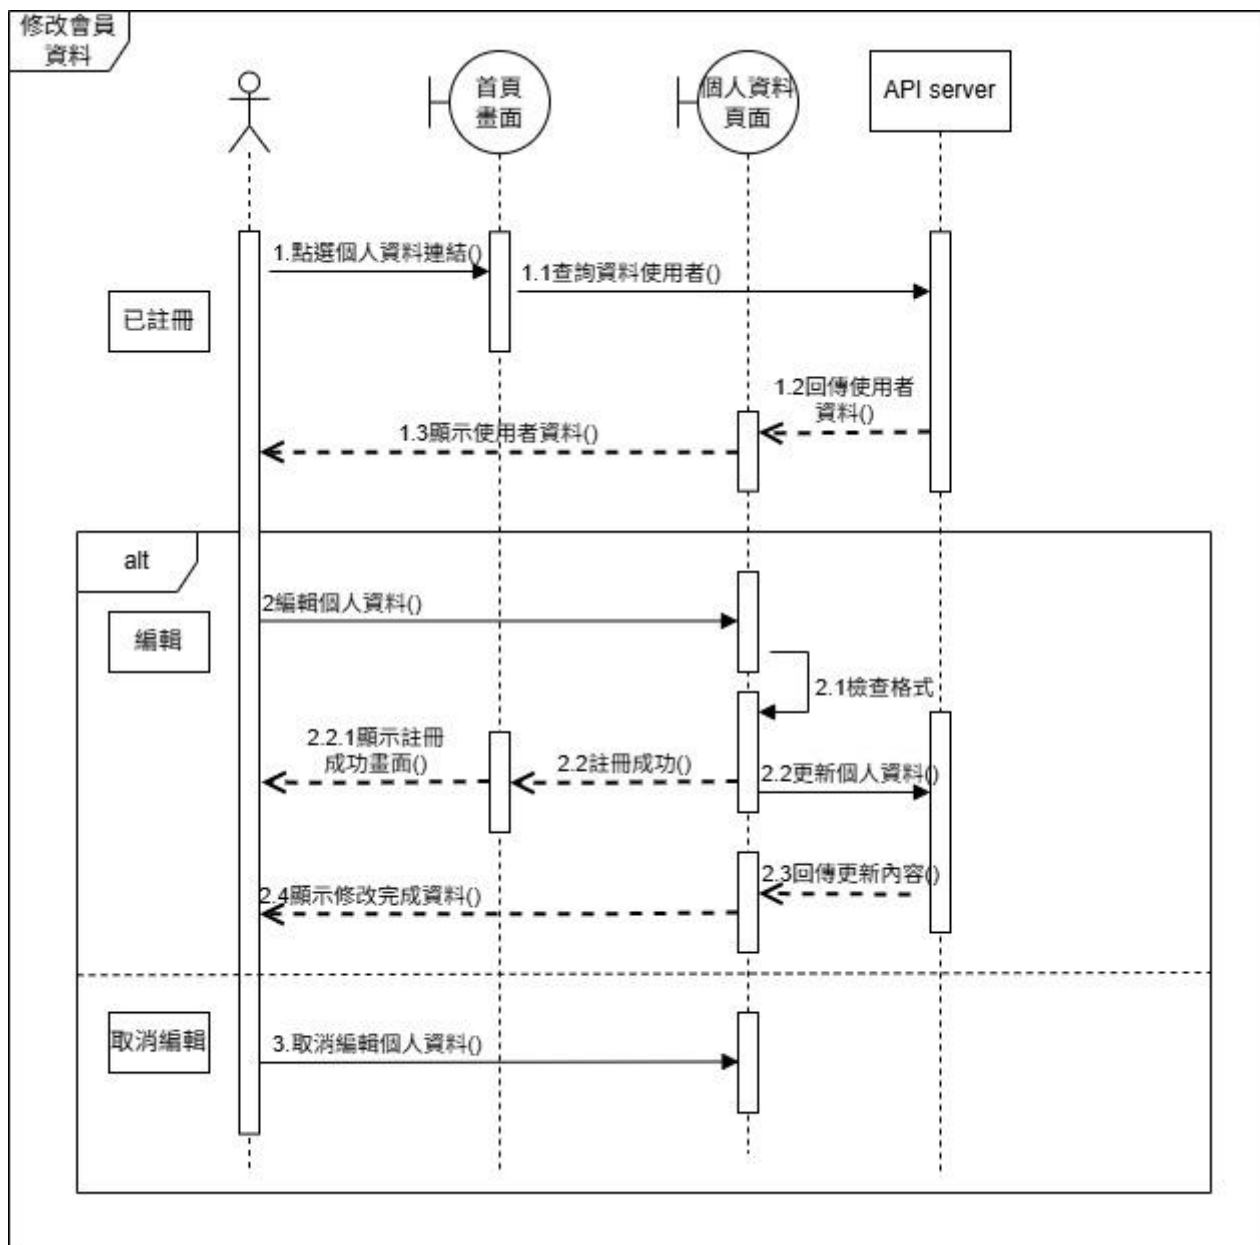 修改會員
資料
首頁
畫面
個人資料
頁面
API server
1.點選個人資料連結()
1.1查詢資料使用者()
已註冊
1.2回傳使用者
資料()
1.3顯示使用者資料()
alt
2編輯個人資料()
編輯
2.1檢查格式
2.2.1顯示註冊
成功畫面()
2.2註冊成功()
2.2更新個人資料()
2.3回傳更新內容()
2.4顯示修改完成資料()
取消編輯
3.取消編輯個人資料()